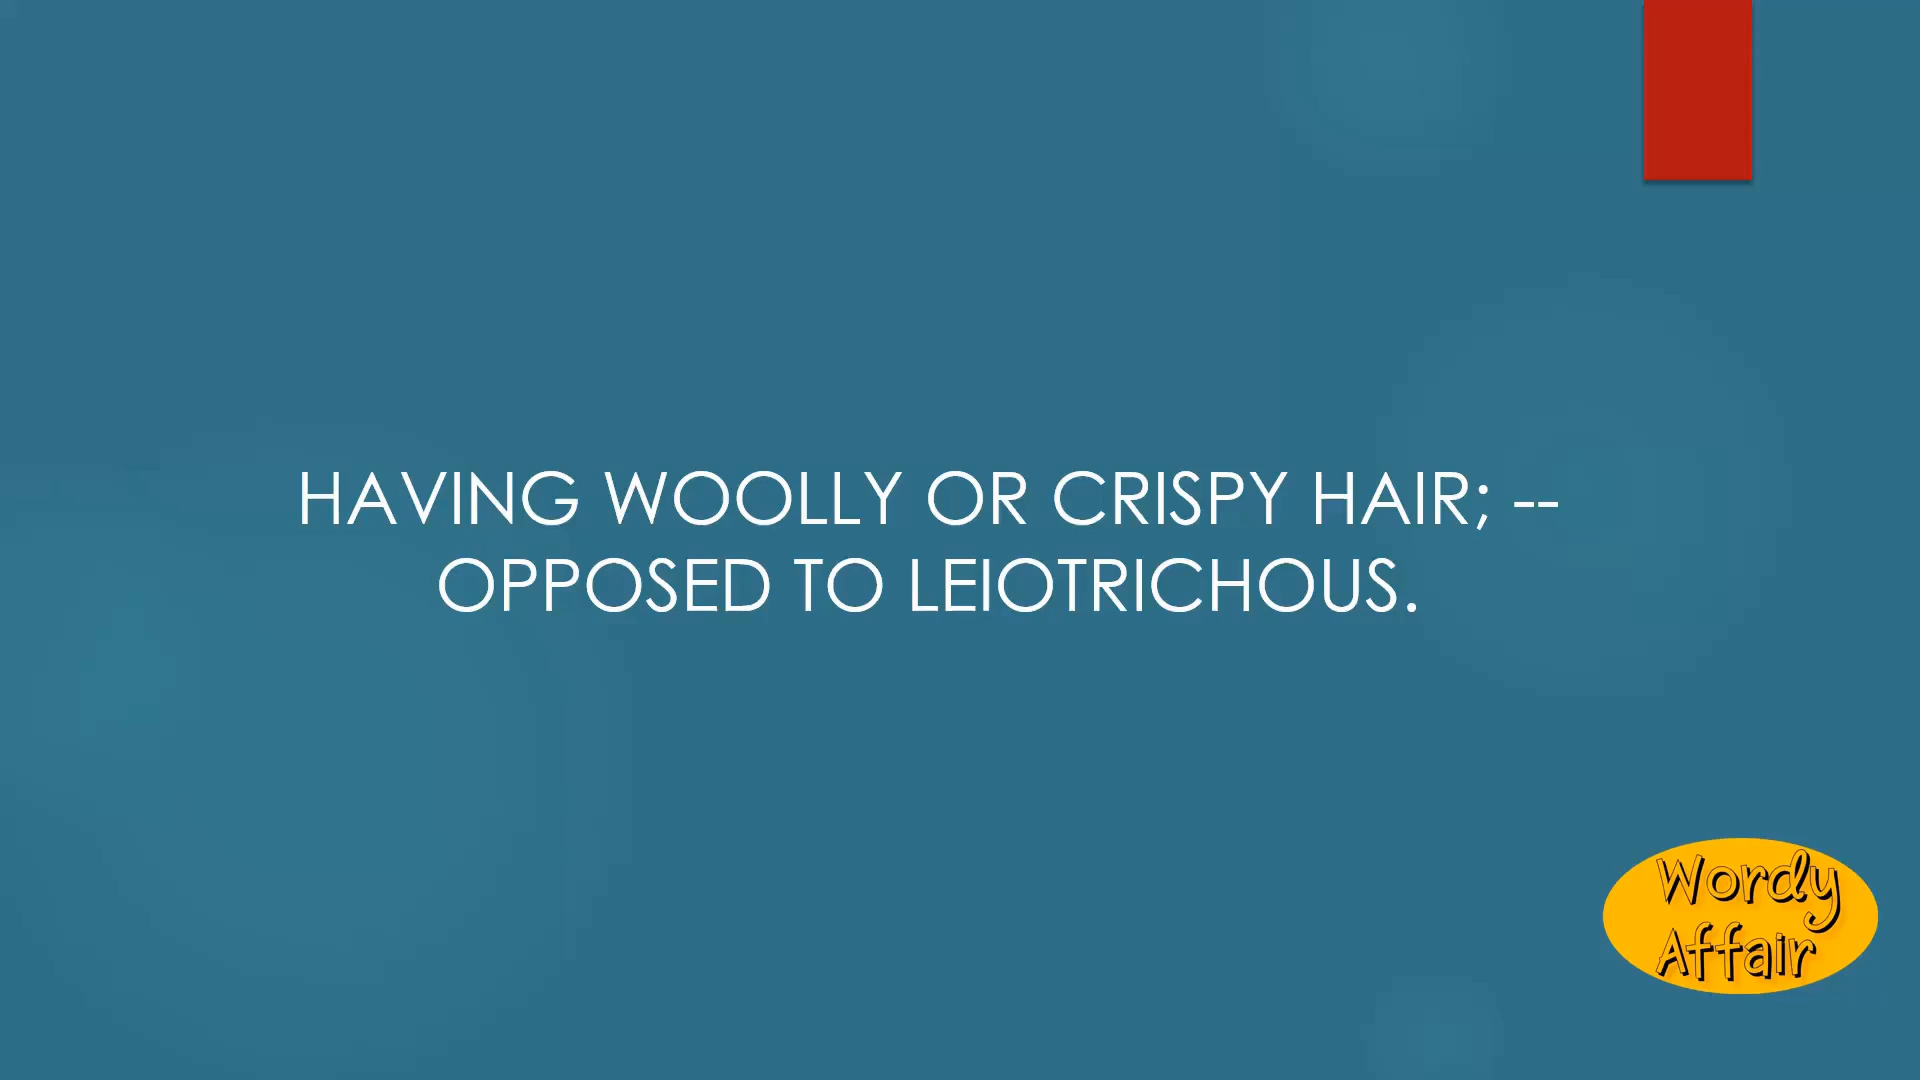 HAVING WOOLLY OR CRISPY HAIR; --
OPPOSED TO LEIOTRICHOUS.
Wordy
Affair